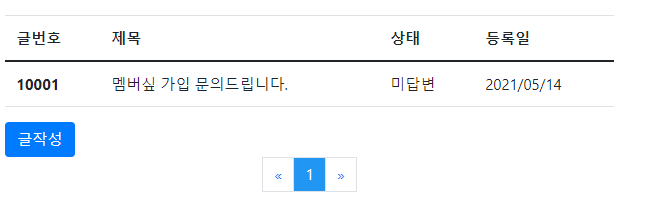 글번호 제목 상태 등록일
10001 멤버싶 가입 문의드립니다. 미답변 2021/05/14
글작성
« 1 »